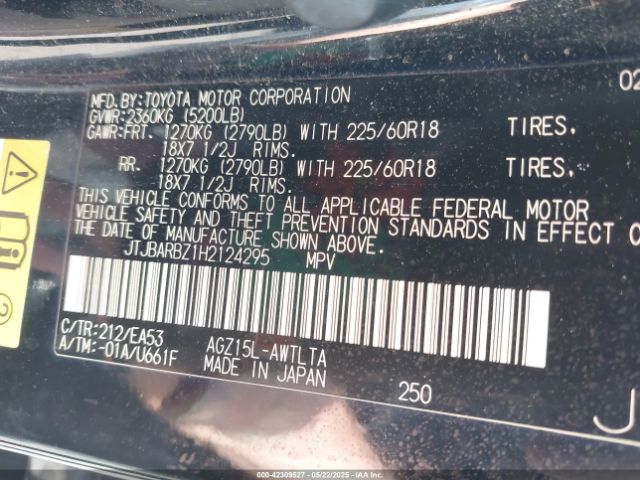 02
MFD.BY:TOYOTA MOTOR CORPORATION
GVWR:2360KG (5200LB)
GAWR:FRT. 1270KG (2790LB) WITH 225/60R18 TIRES.
18X7 1/2J RIMS.
RR. 1270KG (2790LB) WITH 225/60R18 TIRES.
18X7 1/2J RIMS.
THIS VEHICLE CONFORMS TO ALL APPLICABLE FEDERAL MOTOR
VEHICLE SAFETY AND THEFT PREVENTION STANDARDS IN EFFECT O
THE DATE OF MANUFACTURE SHOWN ABOVE.
JTJBARBZ1H2124295 MPV
C/TR:212/EA53 AGZ15L-AWTLTA
A/TM:-01A/U661F MADE IN JAPAN
250
J
000-42309527 - 05/22/2025 - IAAI.COM